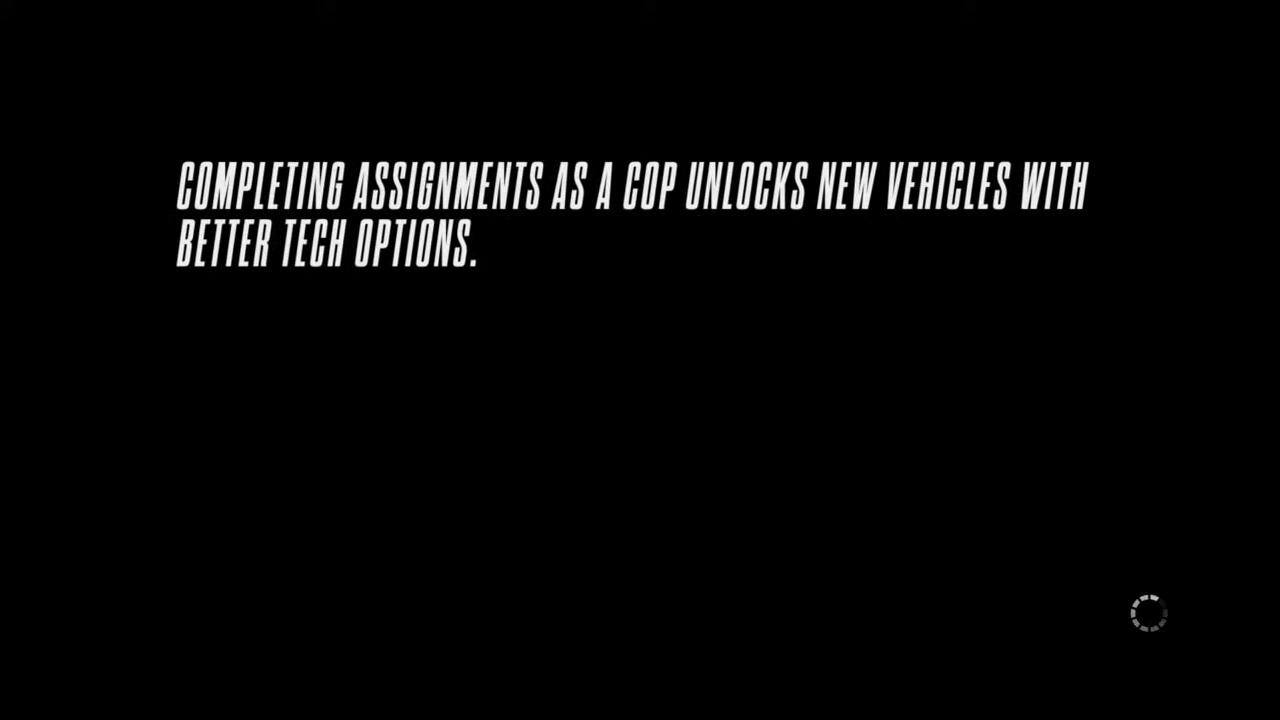 COMPLETING ASSIGNMENTS AS A COP UNLOCKS NEW VEHICLES WITH
BETTER TECH OPTIONS.